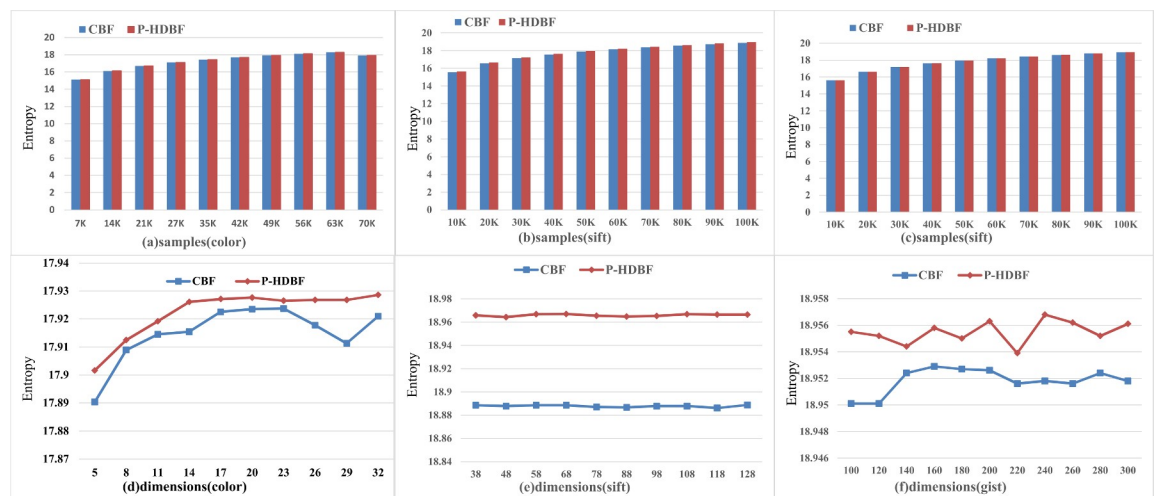 CBF P-HDBF
20
18
16
14
12
10
8
6
4
2
0
Entropy
7K 14K 21K 27K 35K 42K 49K 56K 63K 70K
(a)samples(color)
CBF P-HDBF
20
18
16
14
12
10
8
6
4
2
0
Entropy
10K 20K 30K 40K 50K 60K 70K 80K 90K 100K
(b)samples(sift)
CBF P-HDBF
20
18
16
14
12
10
8
6
4
2
0
Entropy
10K 20K 30K 40K 50K 60K 70K 80K 90K 100K
(c)samples(sift)
17.94
17.93
17.92
17.91
17.9
17.89
17.88
17.87
CBF P-HDBF
Entropy
5 8 11 14 17 20 23 26 29 32
(d)dimensions(color)
CBF P-HDBF
18.98
18.96
18.94
18.92
18.9
18.88
18.86
18.84
Entropy
38 48 58 68 78 88 98 108 118 128
(e)dimensions(sift)
CBF P-HDBF
18.958
18.956
18.954
18.952
18.95
18.948
18.946
Entropy
100 120 140 160 180 200 220 240 260 280 300
(f)dimensions(gist)